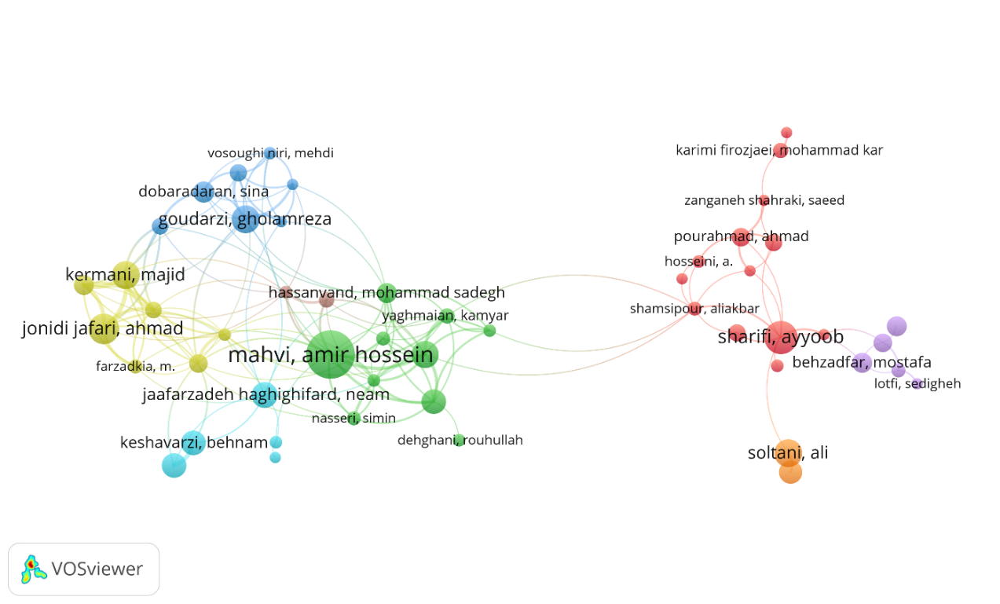 vosoughi niri, mehdi
karimi firozjaei, mohammad kar
dobaradaran, sina
zanganeh shahraki, saeed
goudarzi, gholamreza
pourahmad, ahmad
hosseini, a.
kermani, majid
hassanvand, mohammad sadegh
shamsipour, aliakbar
yaghmaian, kamyar
jonidi jafari, ahmad
sharifi, ayyoob
mahvi, amir hossein
behzadfar, mostafa
farzadkia, m.
lotfi, sedigheh
jaafarzadeh haghighifard, neam
nasseri, simin
keshavarzi, behnam
dehghani, rouhullah
soltani, ali
VOSviewer